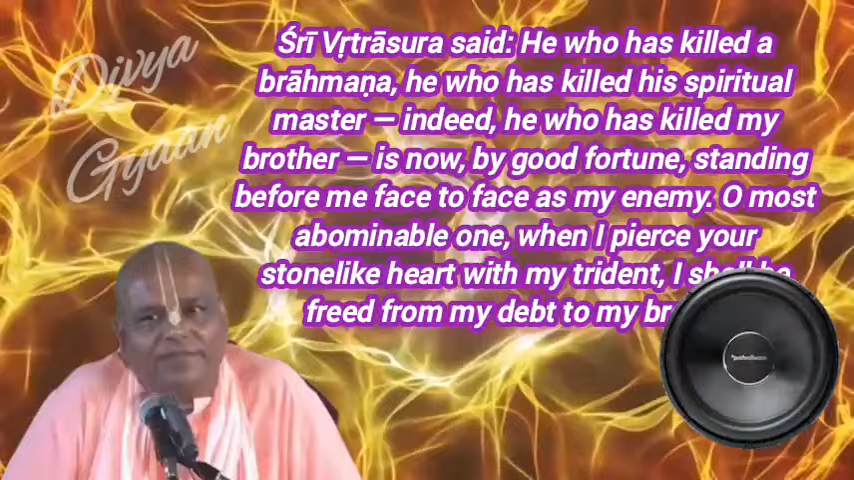 Divya
Gyaan
Śrī Vṛtrāsura said: He who has killed a
brāhmaṇa, he who has killed his spiritual
master — indeed, he who has killed my
brother — is now, by good fortune, standing
before me face to face as my enemy. O most
abominable one, when I pierce your
stonelike heart with my trident, I shall be
freed from my debt to my